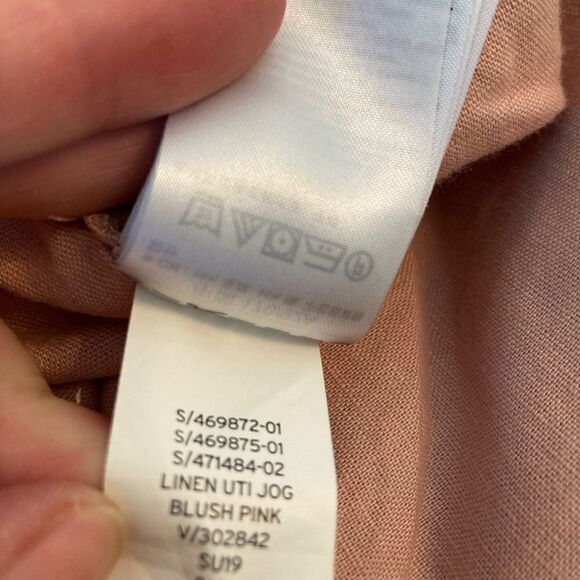 S/469872-01
S/469875-01
S/471484-02
LINEN UTI JOG
BLUSH PINK
V/302842
SU19